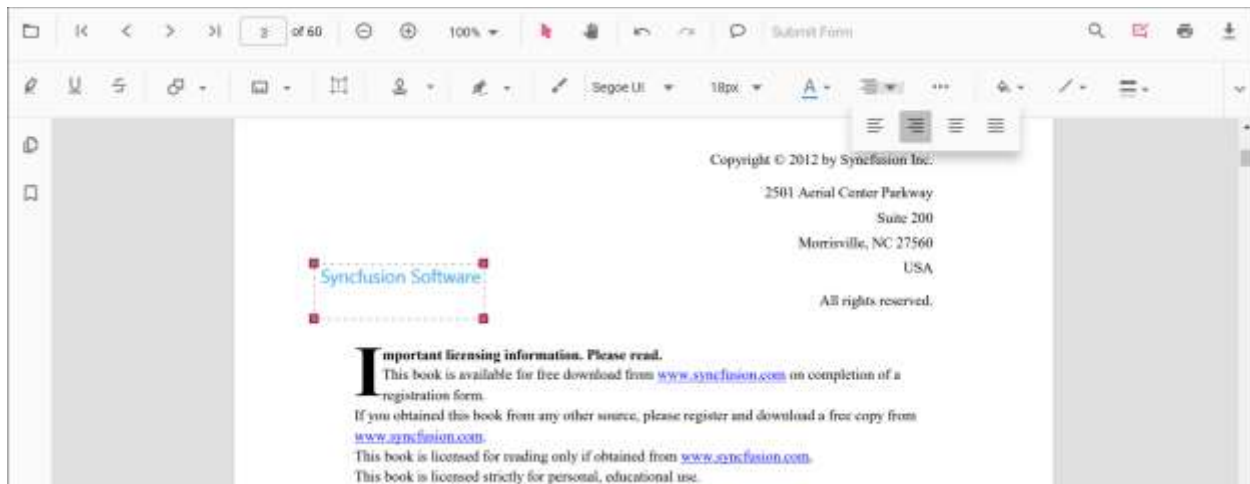 3 of 60 100% Submit Form
Segoe UI 18px A
Copyright © 2012 by Syncfusion Inc.
2501 Aerial Center Parkway
Suite 200
Morrisville, NC 27560
USA
Syncfusion Software
All rights reserved.
Important licensing information. Please read.
This book is available for free download from www.syncfusion.com on completion of a
registration form.
If you obtained this book from any other source, please register and download a free copy from
www.syncfusion.com.
This book is licensed for reading only if obtained from www.syncfusion.com.
This book is licensed strictly for personal, educational use.